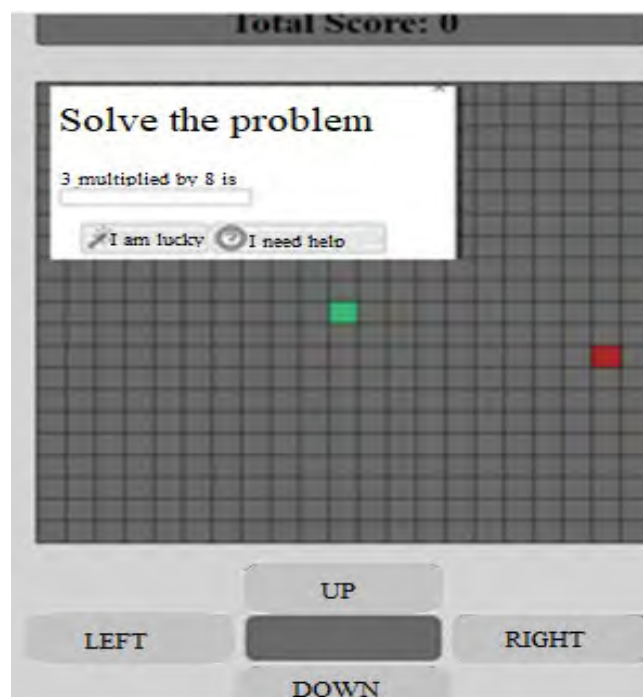 Total Score: 0
Solve the problem
3 multiplied by 8 is
I am lucky
I need help
UP
LEFT
RIGHT
DOWN